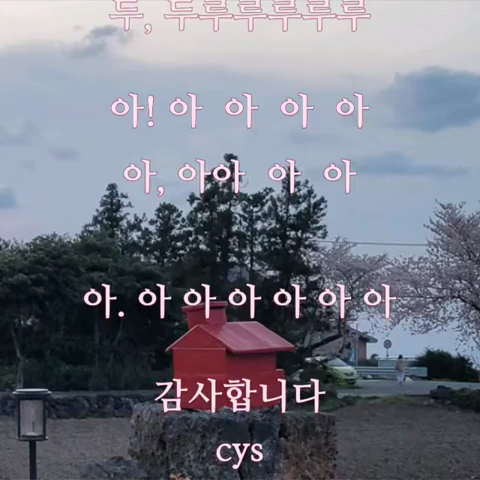 두, 두루루루루루루
아! 아 아 아 아
아, 아아 아 아
아. 아 아 아 아 아 아
감사합니다
cys